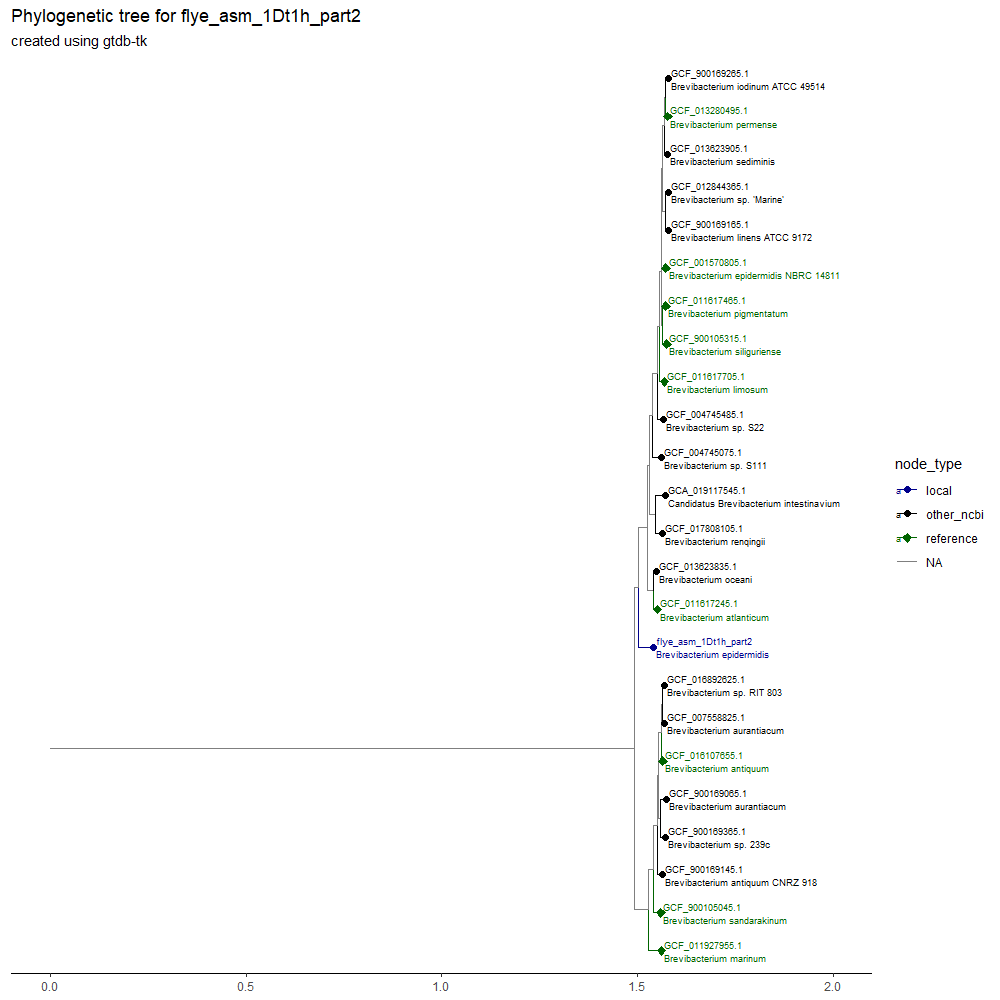 Phylogenetic tree for flye_asm_1Dt1h_part2
created using gtdb-tk
GCF_900169265.1
Brevibacterium iodinum ATCC 49514
GCF_013280495.1
Brevibacterium permense
GCF_013623905.1
Brevibacterium sediminis
GCF_012844365.1
Brevibacterium sp. 'Marine'
GCF_900169165.1
Brevibacterium linens ATCC 9172
GCF_001570805.1
Brevibacterium epidermidis NBRC 14811
GCF_011617465.1
Brevibacterium pigmentatum
GCF_900105315.1
Brevibacterium siliguriense
GCF_011617705.1
Brevibacterium limosum
GCF_004745485.1
Brevibacterium sp. S22
GCF_004745075.1
Brevibacterium sp. S111
GCA_019117545.1
Candidatus Brevibacterium intestinavium
GCF_017808105.1
Brevibacterium renqingii
GCF_013623835.1
Brevibacterium oceani
GCF_011617245.1
Brevibacterium atlanticum
flye_asm_1Dt1h_part2
Brevibacterium epidermidis
GCF_016892625.1
Brevibacterium sp. RIT 803
GCF_007558825.1
Brevibacterium aurantiacum
GCF_016107655.1
Brevibacterium antiquum
GCF_900169065.1
Brevibacterium aurantiacum
GCF_900169365.1
Brevibacterium sp. 239c
GCF_900169145.1
Brevibacterium antiquum CNRZ 918
GCF_900105045.1
Brevibacterium sandarakinum
GCF_011927955.1
Brevibacterium marinum
node_type
a local
a other_ncbi
a reference
NA
0.0 0.5 1.0 1.5 2.0